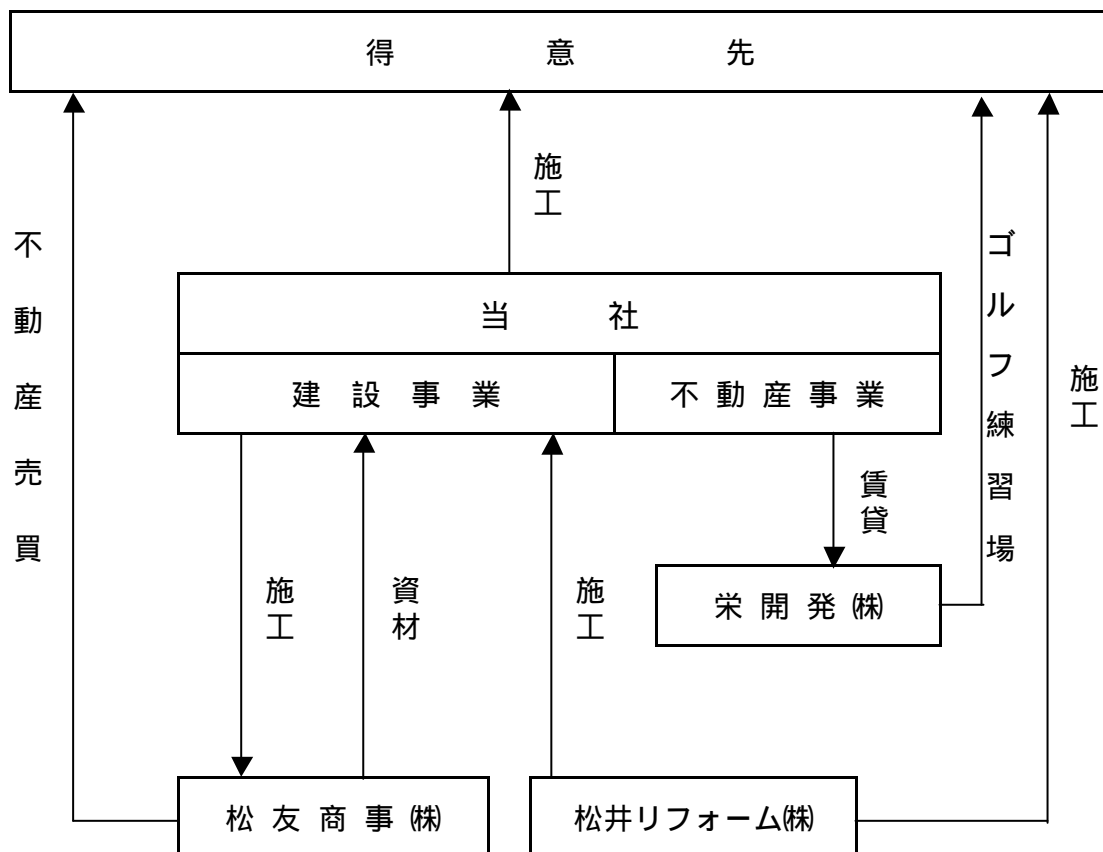 得意先
施工
不動産売買
ゴルフ練習場
施工
当社
建設事業
不動産事業
賃貸
施工
資材
施工
栄開発㈱
松友商事㈱
松井リフォーム㈱